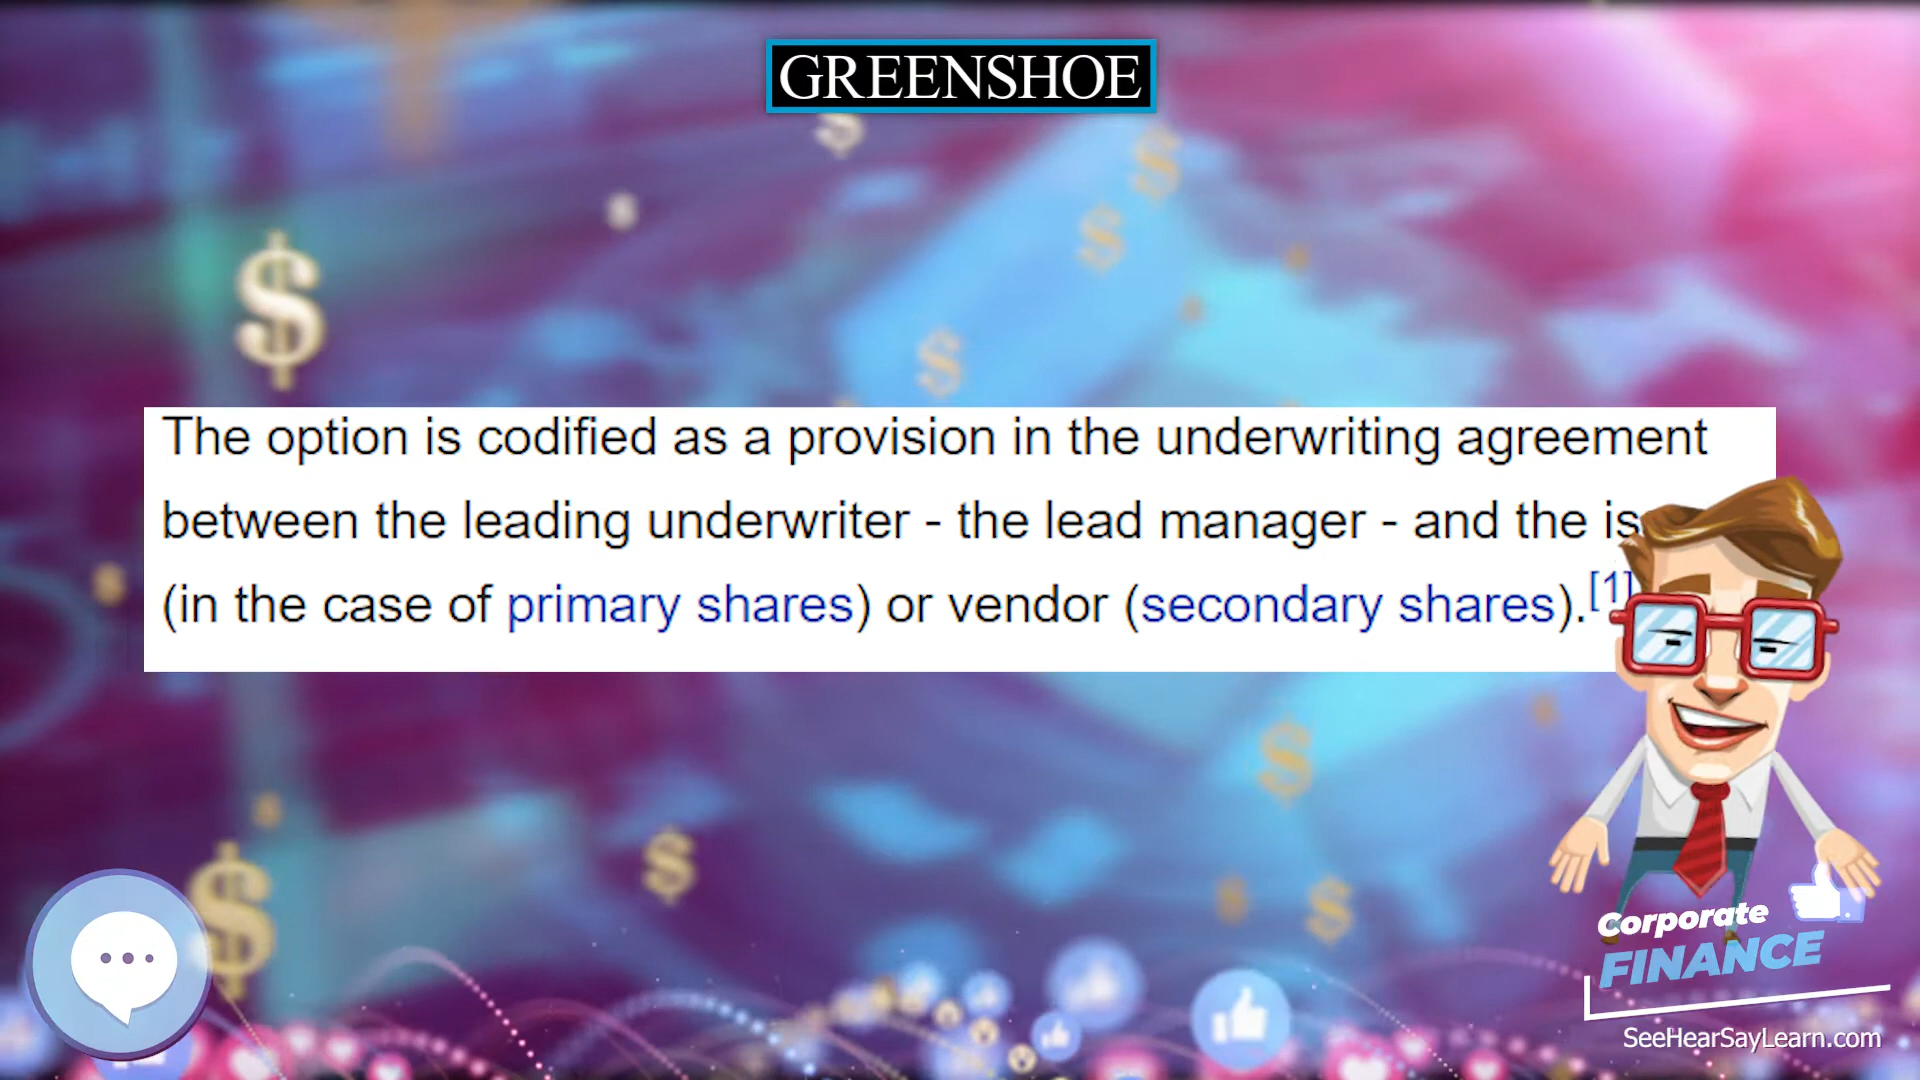 GREENSHOE
The option is codified as a provision in the underwriting agreement
between the leading underwriter - the lead manager - and the
(in the case of primary shares) or vendor (secondary shares).[1]
Corporate
FINANCE
SeeHearSayLearn.com